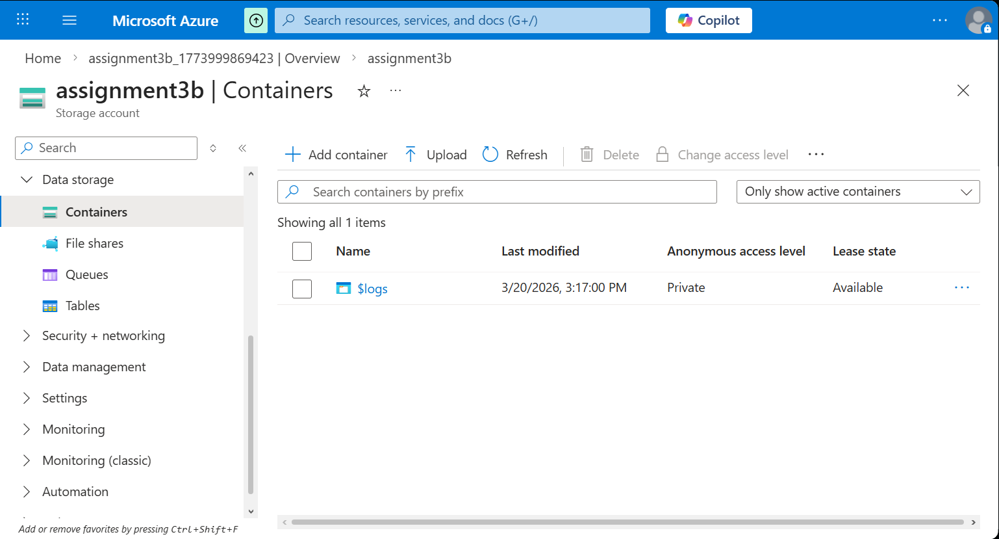 Microsoft Azure
Search resources, services, and docs (G+/)
Copilot
Home > assignment3b_1773999869423 | Overview > assignment3b
assignment3b | Containers
Storage account
Search
Add container Upload Refresh Delete Change access level
Data storage
Containers
File shares
Queues
Tables
Security + networking
Data management
Settings
Monitoring
Monitoring (classic)
Automation
Add or remove favorites by pressing Ctrl+Shift+F
Search containers by prefix
Only show active containers
Showing all 1 items
Name Last modified Anonymous access level Lease state
$logs 3/20/2026, 3:17:00 PM Private Available